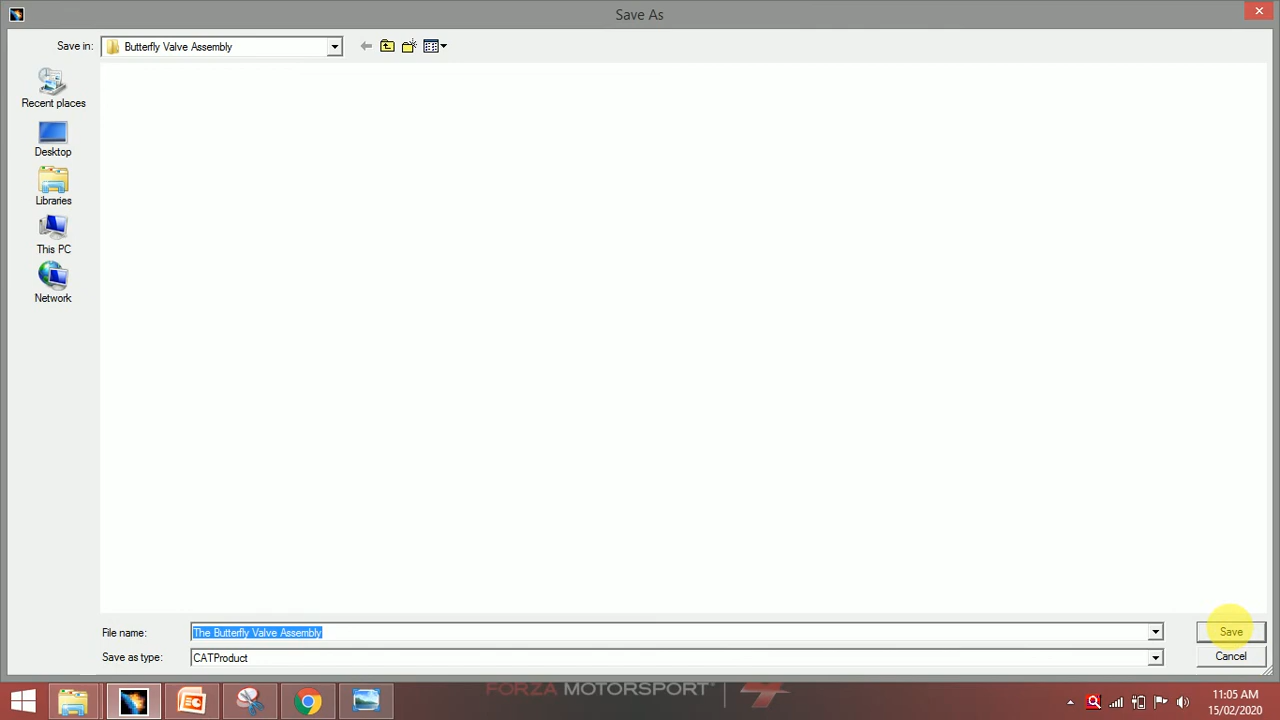 Save As
Save in: Butterfly Valve Assembly
Recent places
Desktop
Libraries
This PC
Network
File name: The Butterfly Valve Assembly
Save
Save as type: CATProduct
Cancel
FORZA MOTORSPORT
11:05 AM
15/02/2020